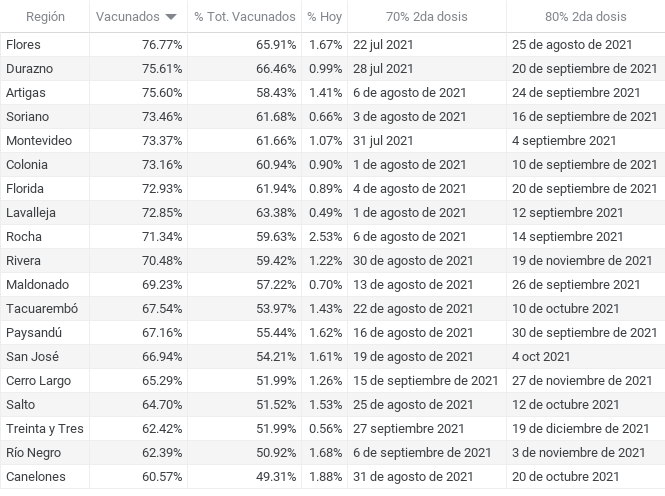 Región Vacunados % Tot. Vacunados % Hoy 70% 2da dosis 80% 2da dosis
Flores 76.77% 65.91% 1.67% 22 jul 2021 25 de agosto de 2021
Durazno 75.61% 66.46% 0.99% 28 jul 2021 20 de septiembre de 2021
Artigas 75.60% 58.43% 1.41% 6 de agosto de 2021 24 de septiembre de 2021
Soriano 73.46% 61.68% 0.66% 3 de agosto de 2021 16 de septiembre de 2021
Montevideo 73.37% 61.66% 1.07% 31 jul 2021 4 septiembre 2021
Colonia 73.16% 60.94% 0.90% 1 de agosto de 2021 10 de septiembre de 2021
Florida 72.93% 61.94% 0.89% 4 de agosto de 2021 20 de septiembre de 2021
Lavalleja 72.85% 63.38% 0.49% 1 de agosto de 2021 12 septiembre 2021
Rocha 71.34% 59.63% 2.53% 6 de agosto de 2021 14 septiembre 2021
Rivera 70.48% 59.42% 1.22% 30 de agosto de 2021 19 de noviembre de 2021
Maldonado 69.23% 57.22% 0.70% 13 de agosto de 2021 26 de septiembre 2021
Tacuarembó 67.54% 53.97% 1.43% 22 de agosto de 2021 10 de octubre 2021
Paysandú 67.16% 55.44% 1.62% 16 de agosto de 2021 30 de septiembre de 2021
San José 66.94% 54.21% 1.61% 19 de agosto de 2021 4 oct 2021
Cerro Largo 65.29% 51.99% 1.26% 15 de septiembre de 2021 27 de noviembre de 2021
Salto 64.70% 51.52% 1.53% 25 de agosto de 2021 12 de octubre 2021
Treinta y Tres 62.42% 51.99% 0.56% 27 septiembre 2021 19 de diciembre de 2021
Río Negro 62.39% 50.92% 1.68% 6 de septiembre de 2021 3 de noviembre de 2021
Canelones 60.57% 49.31% 1.88% 31 de agosto de 2021 20 de octubre 2021